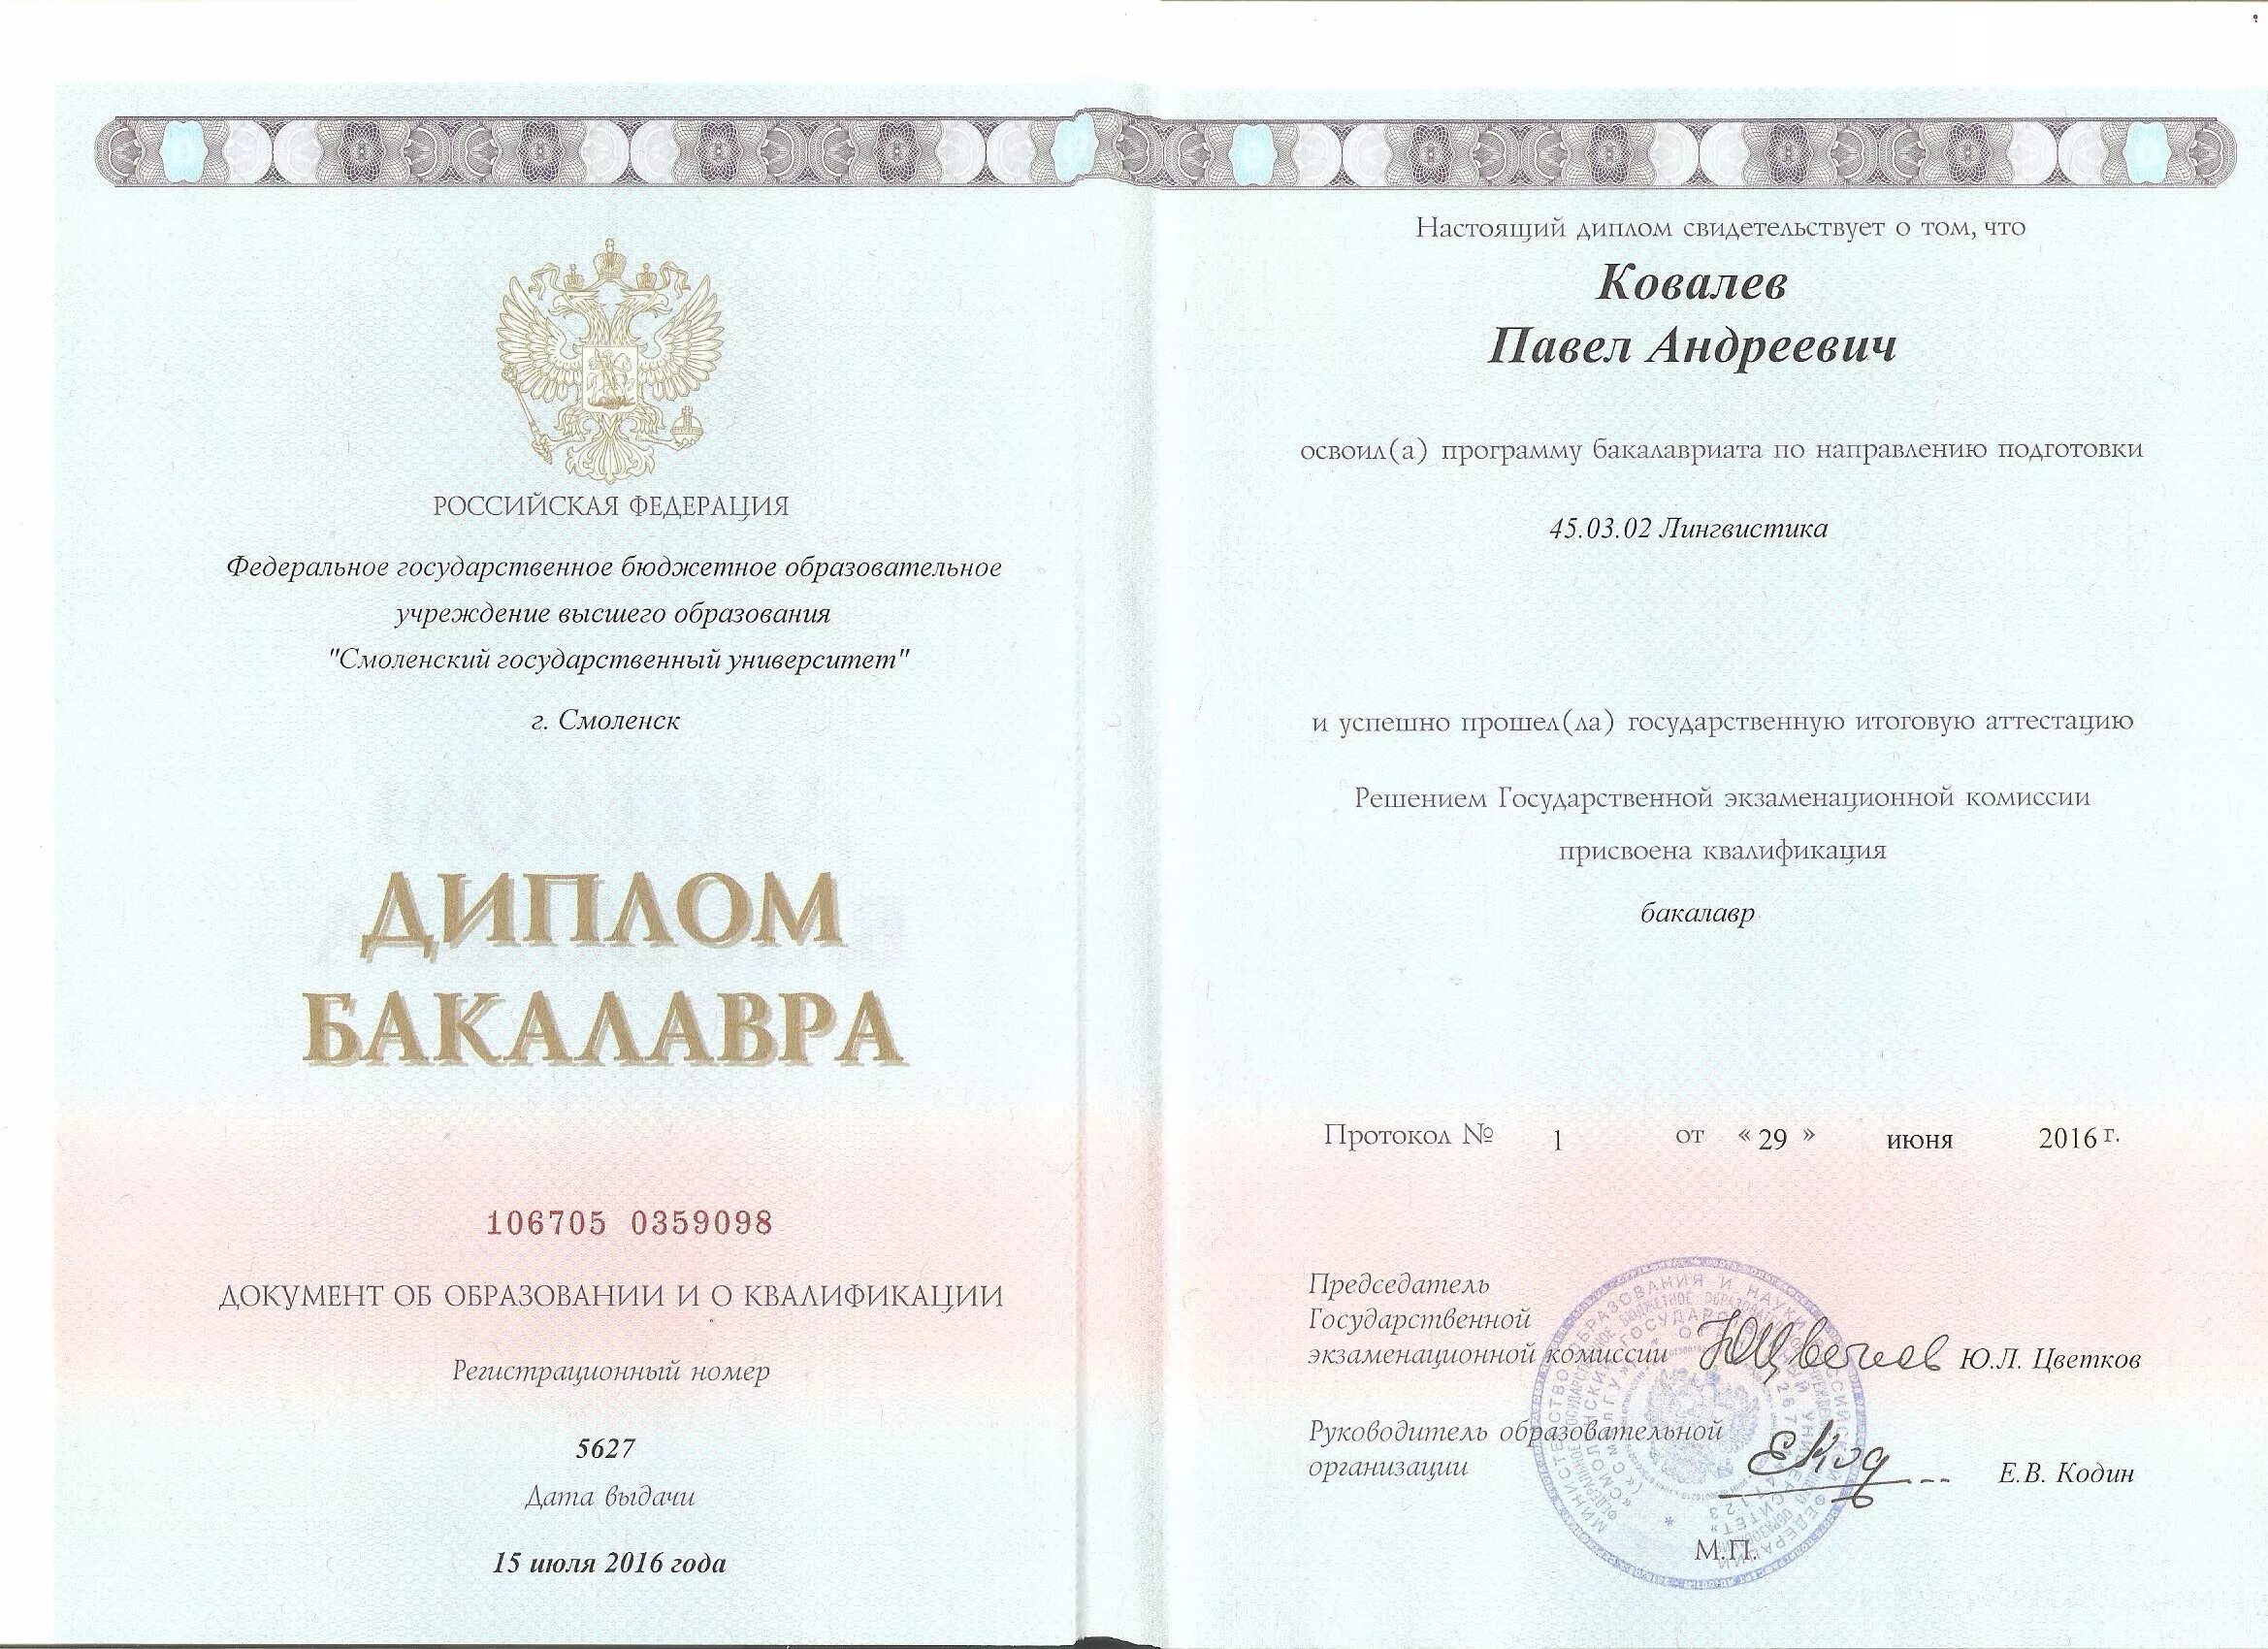 РОССИЙСКАЯ ФЕДЕРАЦИЯ
Федеральное государственное бюджетное образовательное
учреждение высшего образования
"Смоленский государственный университет"
г. Смоленск
ДИПЛОМ
БАКАЛАВРА
106705 0359098
ДОКУМЕНТ ОБ ОБРАЗОВАНИИ И О КВАЛИФИКАЦИИ
Регистрационный номер
5627
Дата выдачи
15 июля 2016 года
Настоящий диплом свидетельствует о том, что
Ковалев
Павел Андреевич
освоил(а) программу бакалавриата по направлению подготовки
45.03.02 Лингвистика
и успешно прошел(ла) государственную итоговую аттестацию
Решением Государственной экзаменационной комиссии
присвоена квалификация
бакалавр
Протокол № 1 от « 29 » июня 2016 г.
Председатель
Государственной
экзаменационной комиссии Ю.Л. Цветков
Руководитель образовательной
организации Е.В. Кодин
М.П.